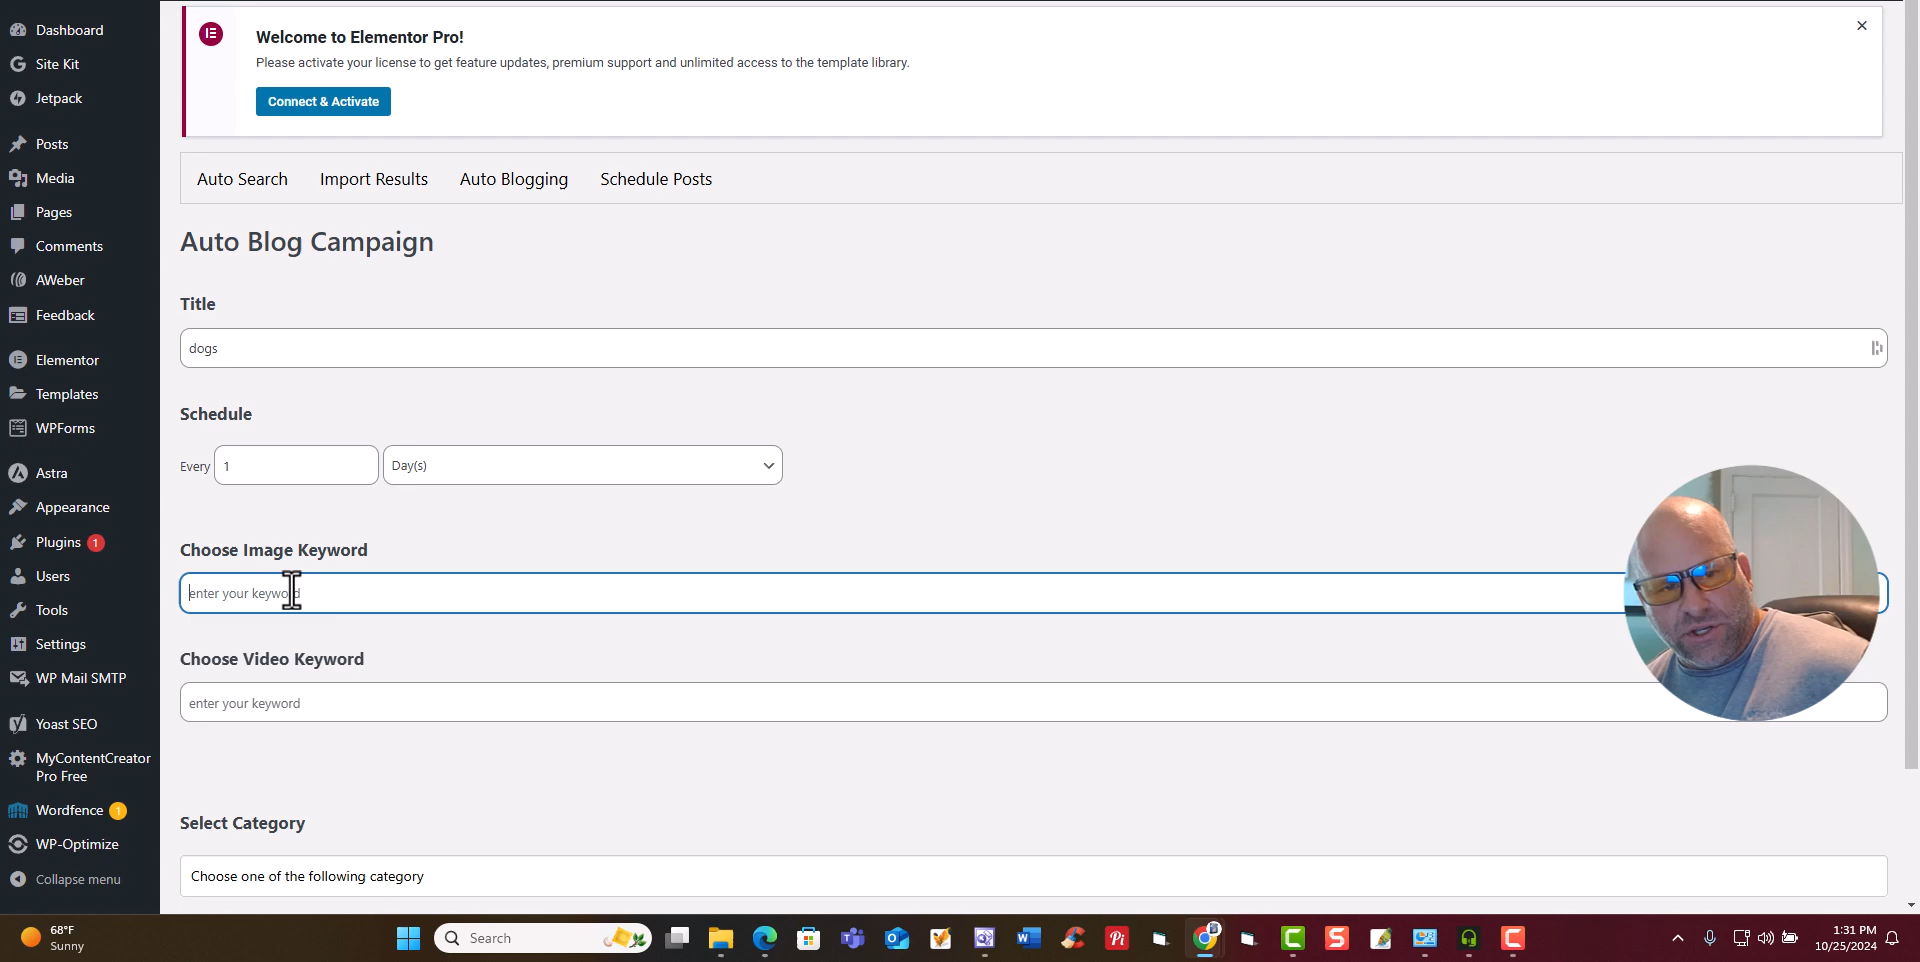 Dashboard
Site Kit
Jetpack
Posts
Media
Pages
Comments
AWeber
Feedback
Elementor
Templates
WPForms
Astra
Appearance
Plugins 1
Users
Tools
Settings
WP Mail SMTP
Yoast SEO
MyContentCreator
Pro Free
Wordfence 1
WP-Optimize
Collapse menu
Welcome to Elementor Pro!
Please activate your license to get feature updates, premium support and unlimited access to the template library.
Connect & Activate
Auto Search Import Results Auto Blogging Schedule Posts
Auto Blog Campaign
Title
dogs
Schedule
Every 1 Day(s)
Choose Image Keyword
enter your keyword
Choose Video Keyword
enter your keyword
Select Category
Choose one of the following category
68°F
Sunny
Search
1:31 PM
10/25/2024